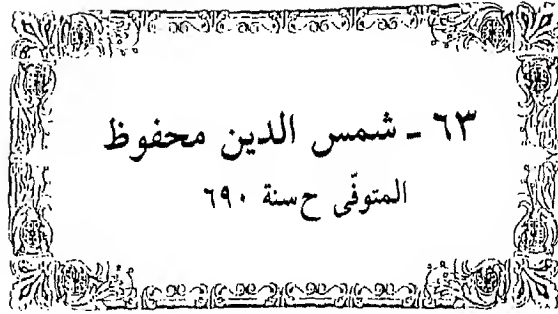 ٦٣ ـ شمس الدين محفوظ
المتوفّى ح سنة ٦٩٠